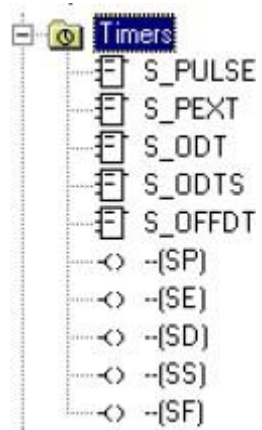 Timers
S_PULSE
S_PEXT
S_ODT
S_ODTS
S_OFFDT
--(SP)
--(SE)
--(SD)
--(SS)
--(SF)